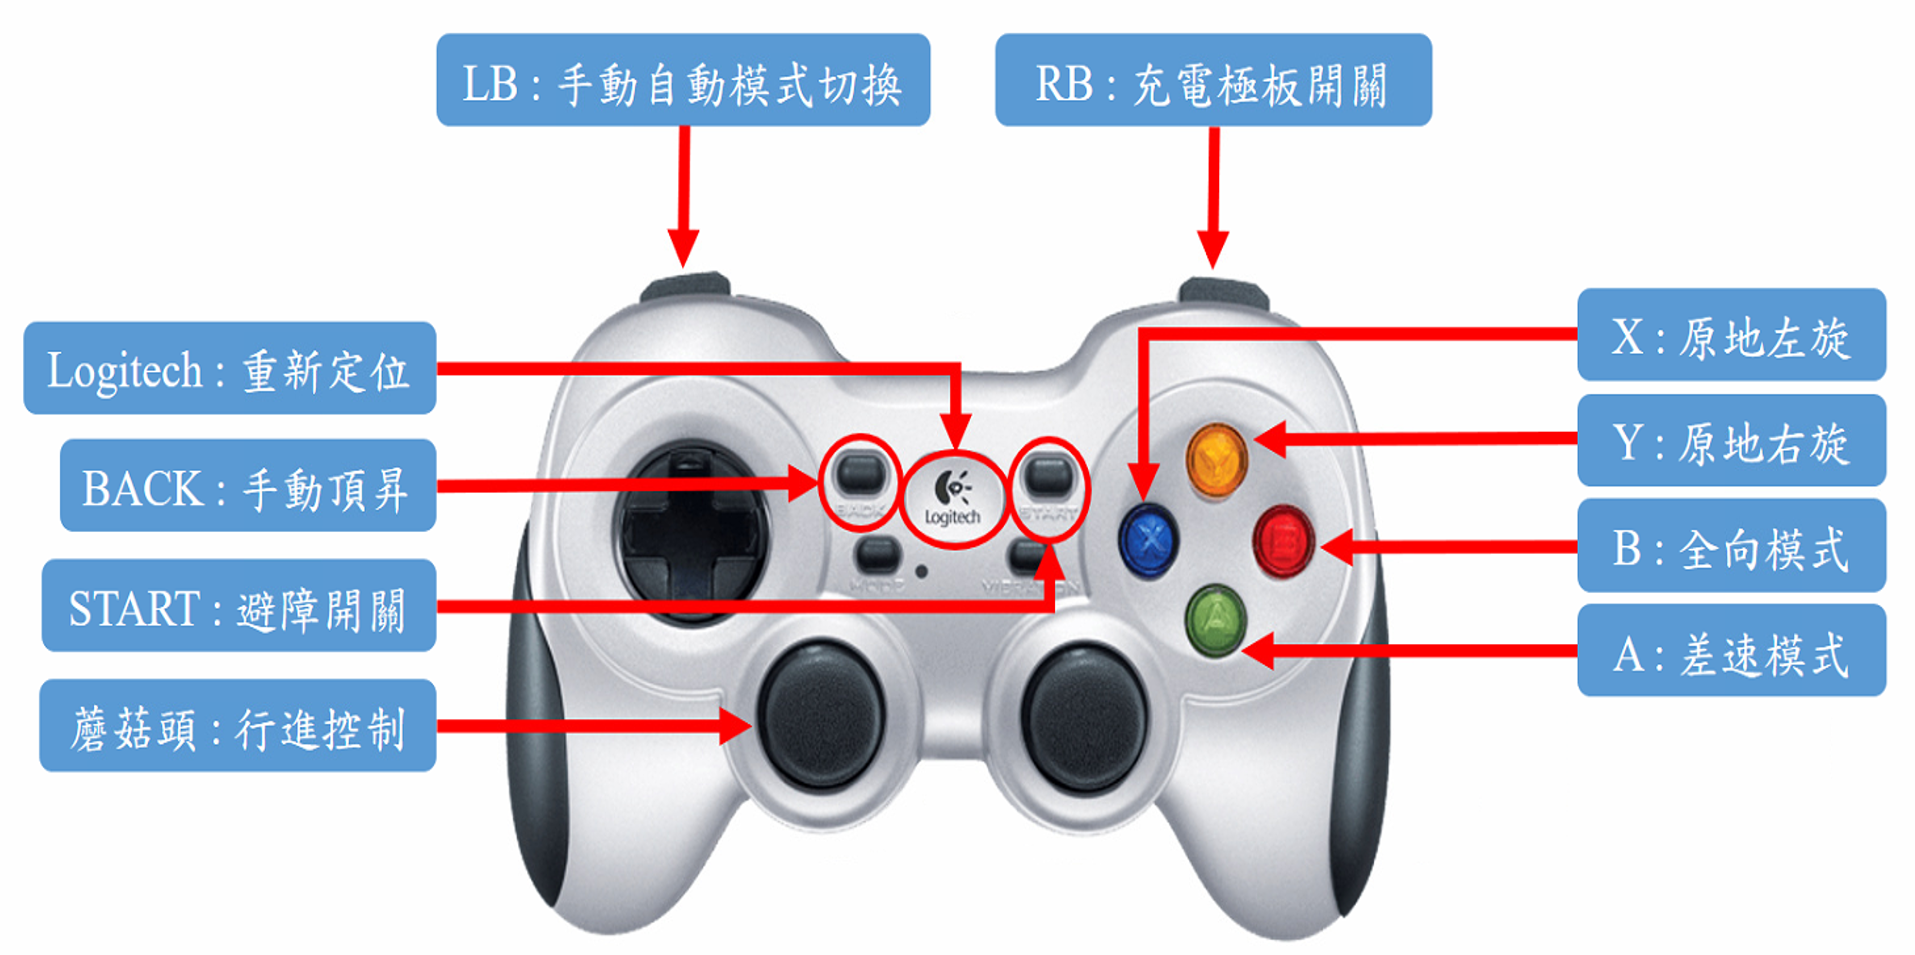 LB : 手動自動模式切換
RB : 充電極板開關
Logitech : 重新定位
BACK : 手動頂昇
START : 避障開關
蘑菇頭 : 行進控制
X : 原地左旋
Y : 原地右旋
B : 全向模式
A : 差速模式
BACK
Logitech
START
MODE
VIBRATION
Y
X
B
A